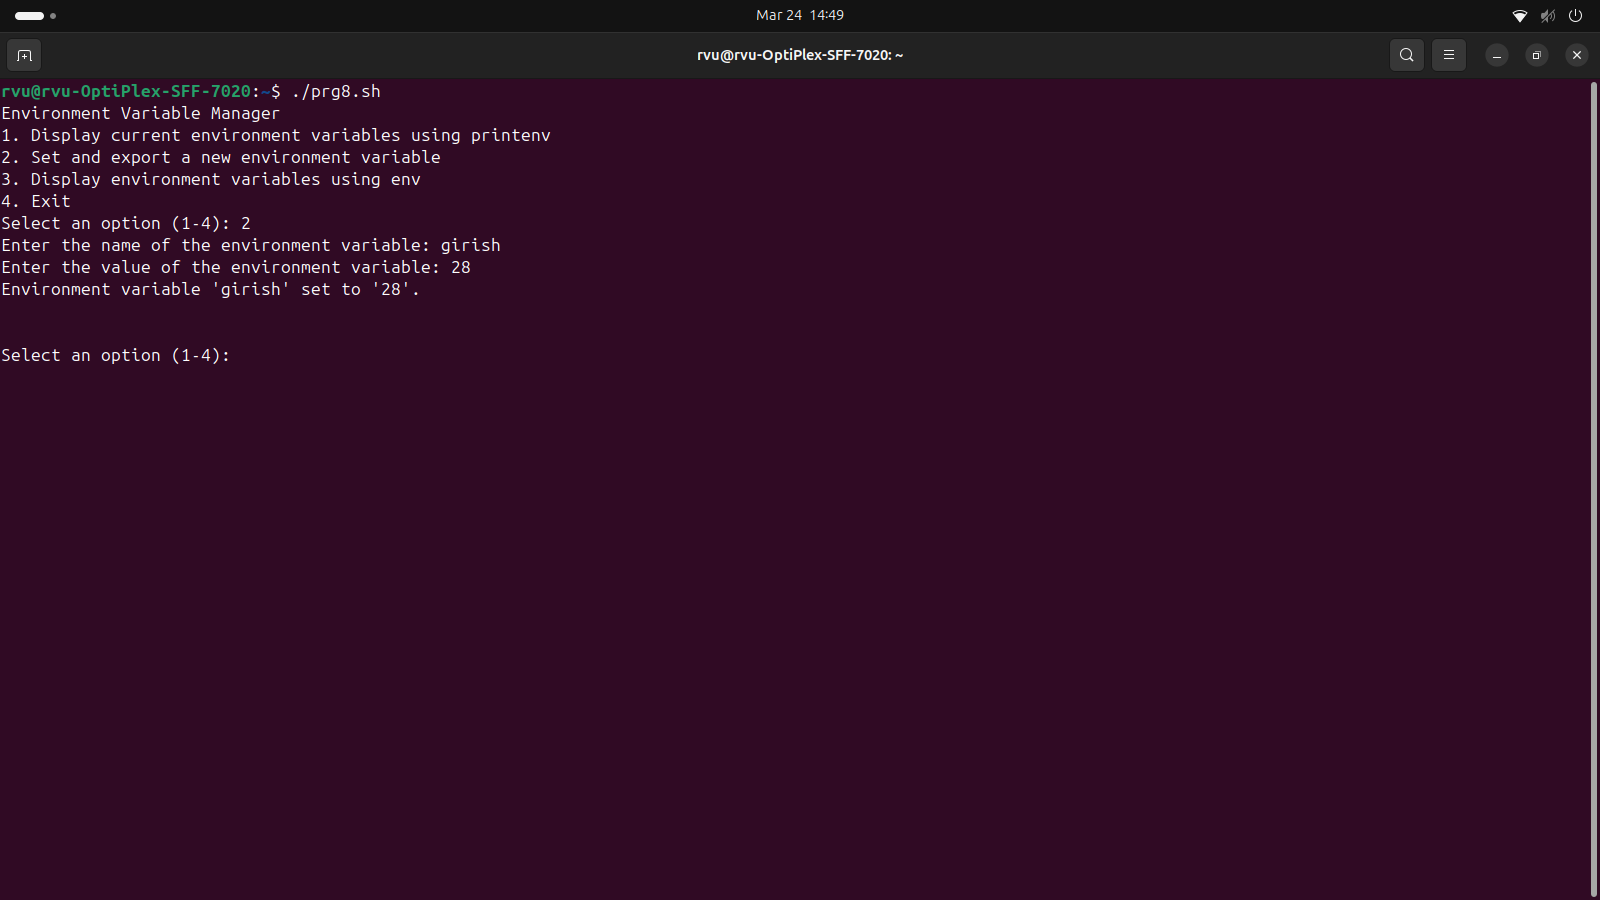 Mar 24 14:49
rvu@rvu-OptiPlex-SFF-7020: ~
rvu@rvu-OptiPlex-SFF-7020:~$ ./prg8.sh
Environment Variable Manager
1. Display current environment variables using printenv
2. Set and export a new environment variable
3. Display environment variables using env
4. Exit
Select an option (1-4): 2
Enter the name of the environment variable: girish
Enter the value of the environment variable: 28
Environment variable 'girish' set to '28'.
Select an option (1-4):